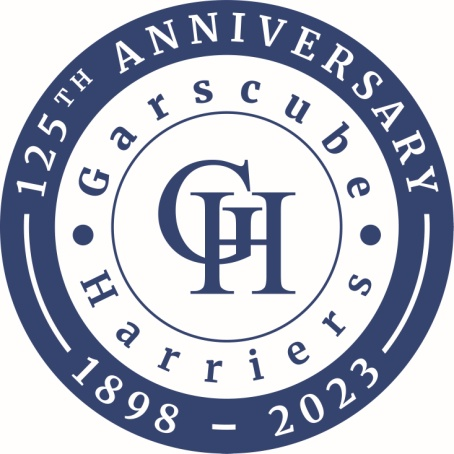 125TH ANNIVERSARY
Garscube
GH
Harriers
1898 – 2023